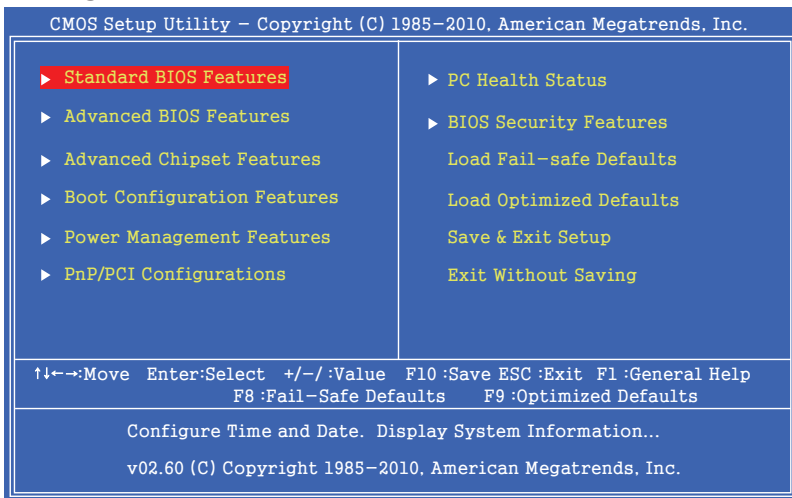 CMOS Setup Utility – Copyright (C) 1985–2010, American Megatrends, Inc.
▶ Standard BIOS Features
▶ Advanced BIOS Features
▶ Advanced Chipset Features
▶ Boot Configuration Features
▶ Power Management Features
▶ PnP/PCI Configurations
▶ PC Health Status
▶ BIOS Security Features
Load Fail–safe Defaults
Load Optimized Defaults
Save & Exit Setup
Exit Without Saving
↑↓←→:Move Enter:Select +/–/:Value F10 :Save ESC :Exit F1 :General Help
F8 :Fail–Safe Defaults F9 :Optimized Defaults
Configure Time and Date. Display System Information...
v02.60 (C) Copyright 1985–2010, American Megatrends, Inc.